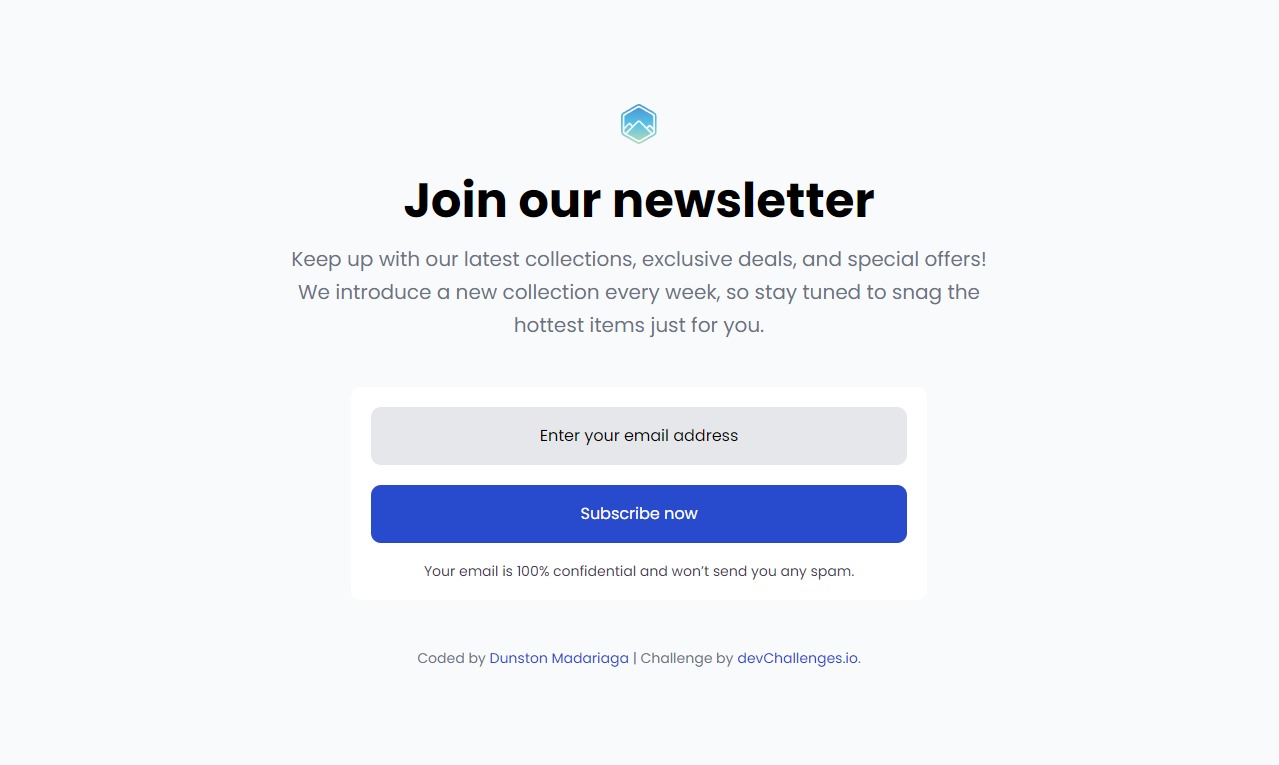 Join our newsletter
Keep up with our latest collections, exclusive deals, and special offers!
We introduce a new collection every week, so stay tuned to snag the
hottest items just for you.
Enter your email address
Subscribe now
Your email is 100% confidential and won’t send you any spam.
Coded by Dunston Madariaga | Challenge by devChallenges.io.